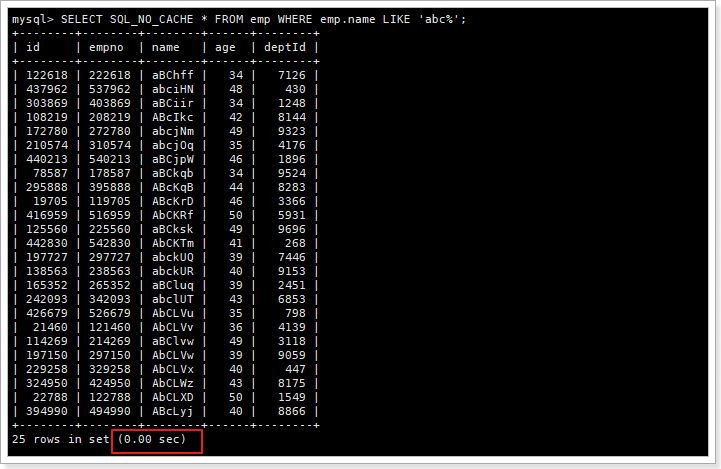 mysql> SELECT SQL_NO_CACHE * FROM emp WHERE emp.name LIKE 'abc%';
+--------+--------+--------+------+--------+
| id     | empno  | name   | age  | deptId |
+--------+--------+--------+------+--------+
| 122618 | 222618 | aBChff |   34 |   7126 |
| 437962 | 537962 | abciHN |   48 |    430 |
| 303869 | 403869 | aBCiir |   34 |   1248 |
| 108219 | 208219 | ABcIkc |   42 |   8144 |
| 172780 | 272780 | abcjNm |   49 |   9323 |
| 210574 | 310574 | abcjOq |   35 |   4176 |
| 440213 | 540213 | aBCjpW |   46 |   1896 |
|  78587 | 178587 | aBCkqb |   34 |   9524 |
| 295888 | 395888 | ABcKqB |   44 |   8283 |
|  19705 | 119705 | ABcKrD |   46 |   3366 |
| 416959 | 516959 | AbCKRf |   50 |   5931 |
| 125560 | 225560 | aBCksk |   49 |   9696 |
| 442830 | 542830 | AbCKTm |   41 |    268 |
| 197727 | 297727 | abckUQ |   39 |   7446 |
| 138563 | 238563 | abckUR |   40 |   9153 |
| 165352 | 265352 | aBCluq |   39 |   2451 |
| 242093 | 342093 | abclUT |   43 |   6853 |
| 426679 | 526679 | AbCLVu |   35 |    798 |
|  21460 | 121460 | AbCLVv |   36 |   4139 |
| 114269 | 214269 | aBClvw |   49 |   3118 |
| 197150 | 297150 | AbCLVw |   39 |   9059 |
| 229258 | 329258 | AbCLVx |   40 |    447 |
| 324950 | 424950 | AbCLWz |   43 |   8175 |
|  22788 | 122788 | AbCLXD |   50 |   1549 |
| 394990 | 494990 | ABcLyj |   40 |   8866 |
+--------+--------+--------+------+--------+
25 rows in set (0.00 sec)